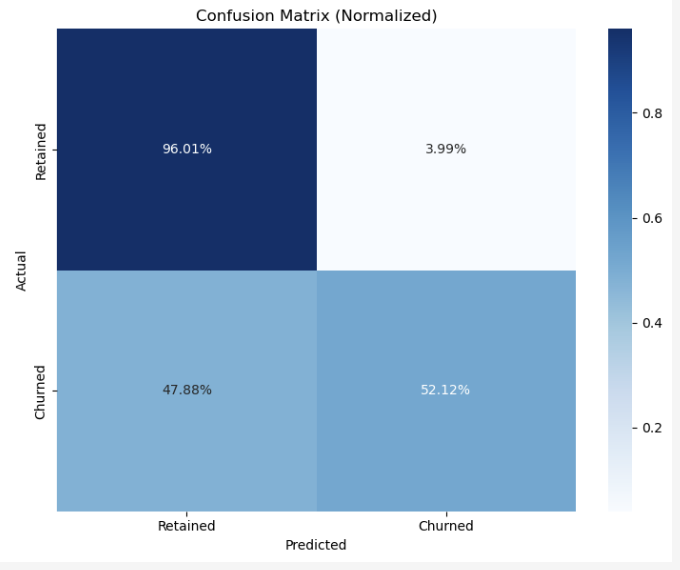 Confusion Matrix (Normalized)
Actual
Retained
96.01%
3.99%
Churned
47.88%
52.12%
Retained
Churned
Predicted
0.8
0.6
0.4
0.2